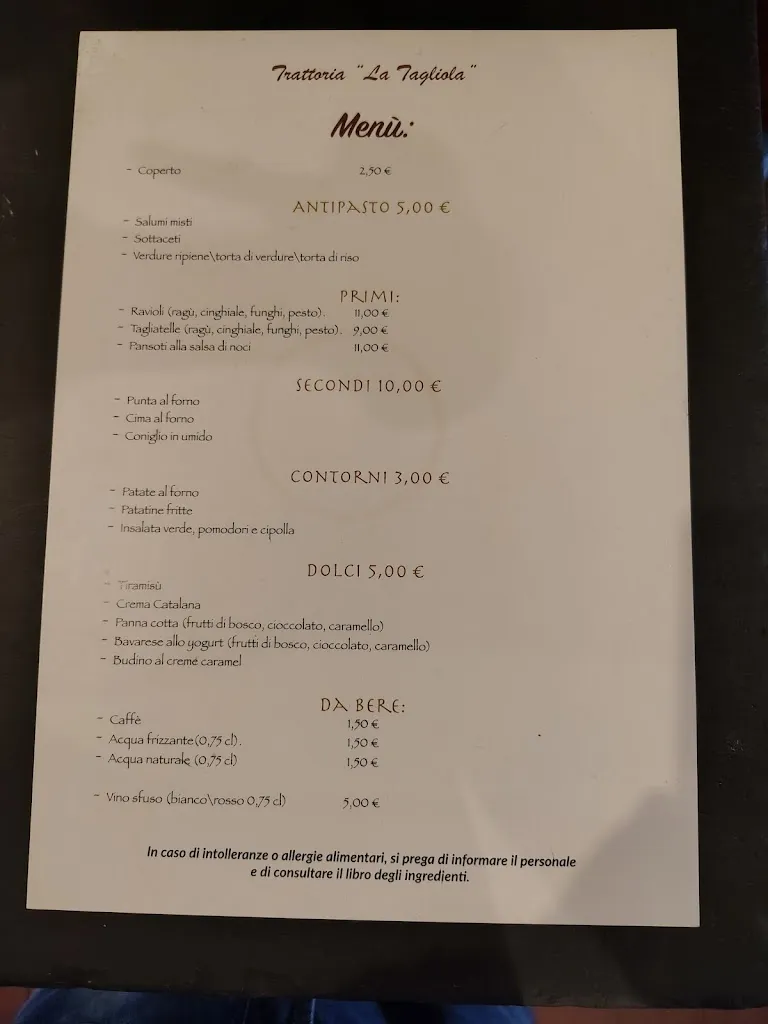 Trattoria "La Tagliola"
Menù:
- Coperto 2,50 €
ANTIPASTO 5,00 €
- Salumi misti
- Sottaceti
- Verdure ripiene\torta di verdure\torta di riso
PRIMI:
- Ravioli (ragù, cinghiale, funghi, pesto). 11,00 €
- Tagliatelle (ragù, cinghiale, funghi, pesto). 9,00 €
- Pansoti alla salsa di noci 11,00 €
SECONDI 10,00 €
- Punta al forno
- Cima al forno
- Coniglio in umido
CONTORNI 3,00 €
- Patate al forno
- Patatine fritte
- Insalata verde, pomodori e cipolla
DOLCI 5,00 €
- Tiramisù
- Crema Catalana
- Panna cotta (frutti di bosco, cioccolato, caramello)
- Bavarese allo yogurt (frutti di bosco, cioccolato, caramello)
- Budino al creme caramel
DA BERE:
- Caffè 1,50 €
- Acqua frizzante (0,75 cl). 1,50 €
- Acqua naturale (0,75 cl) 1,50 €
- Vino sfuso (bianco\rosso 0,75 cl) 5,00 €
In caso di intolleranze o allergie alimentari, si prega di informare il personale
e di consultare il libro degli ingredienti.